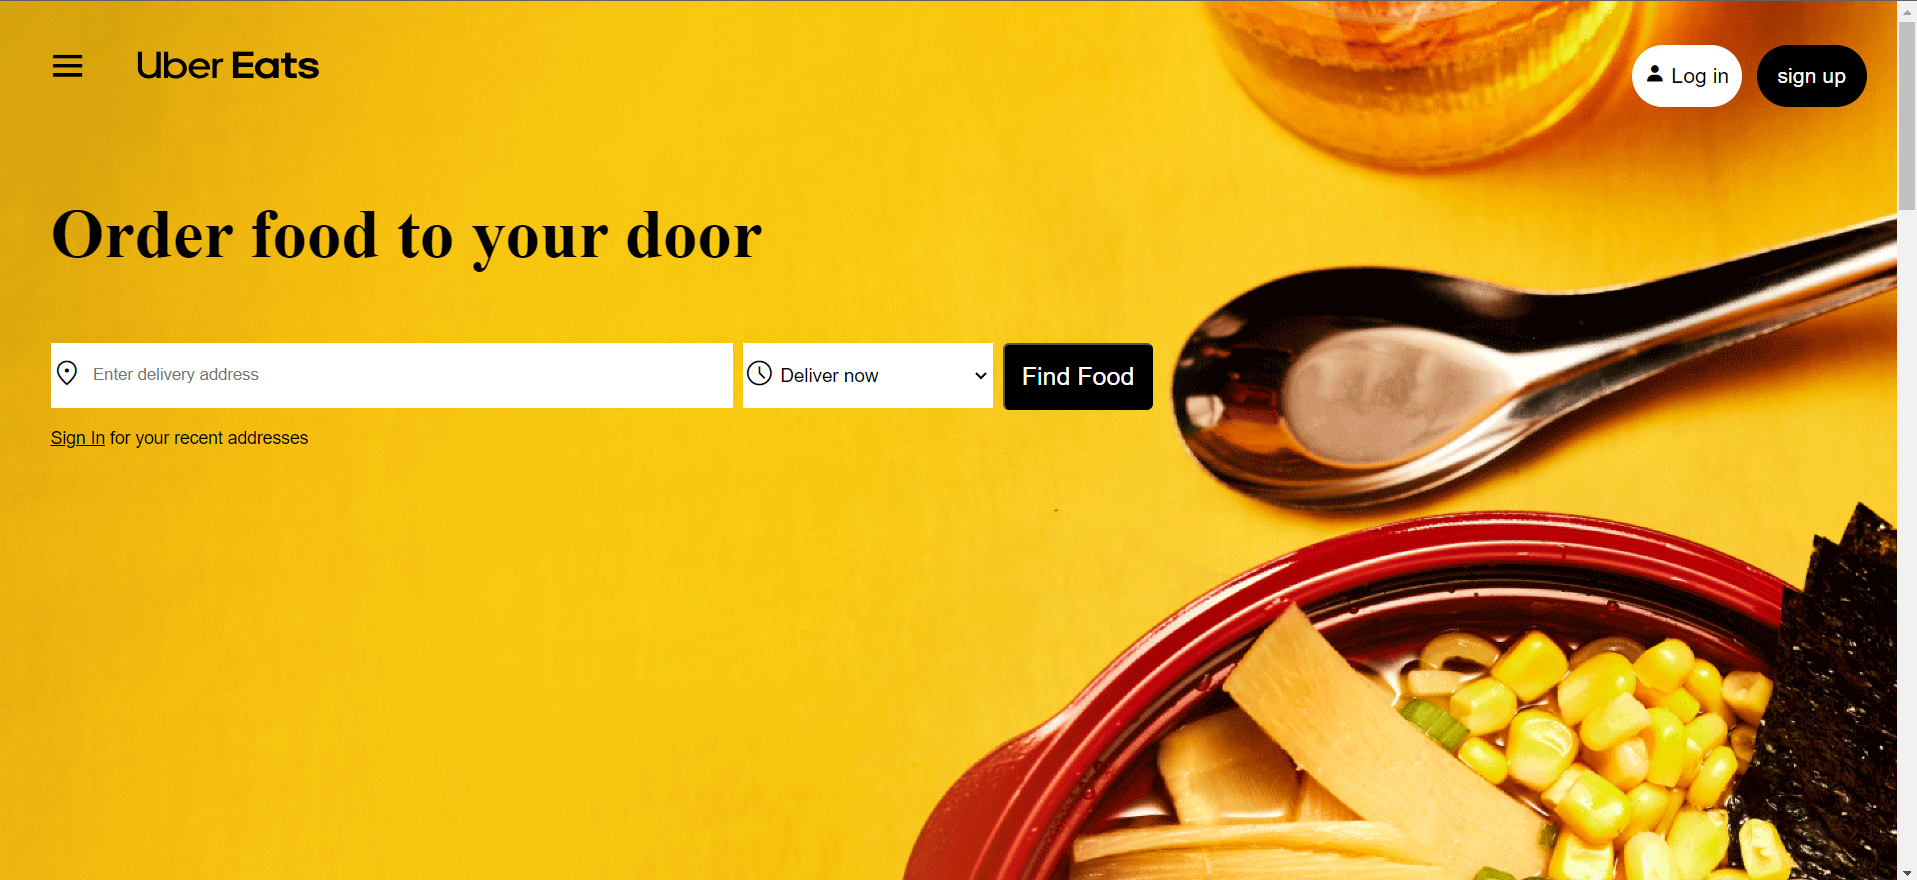 Uber Eats
Log in
sign up
Order food to your door
Enter delivery address
Deliver now
Find Food
Sign In for your recent addresses